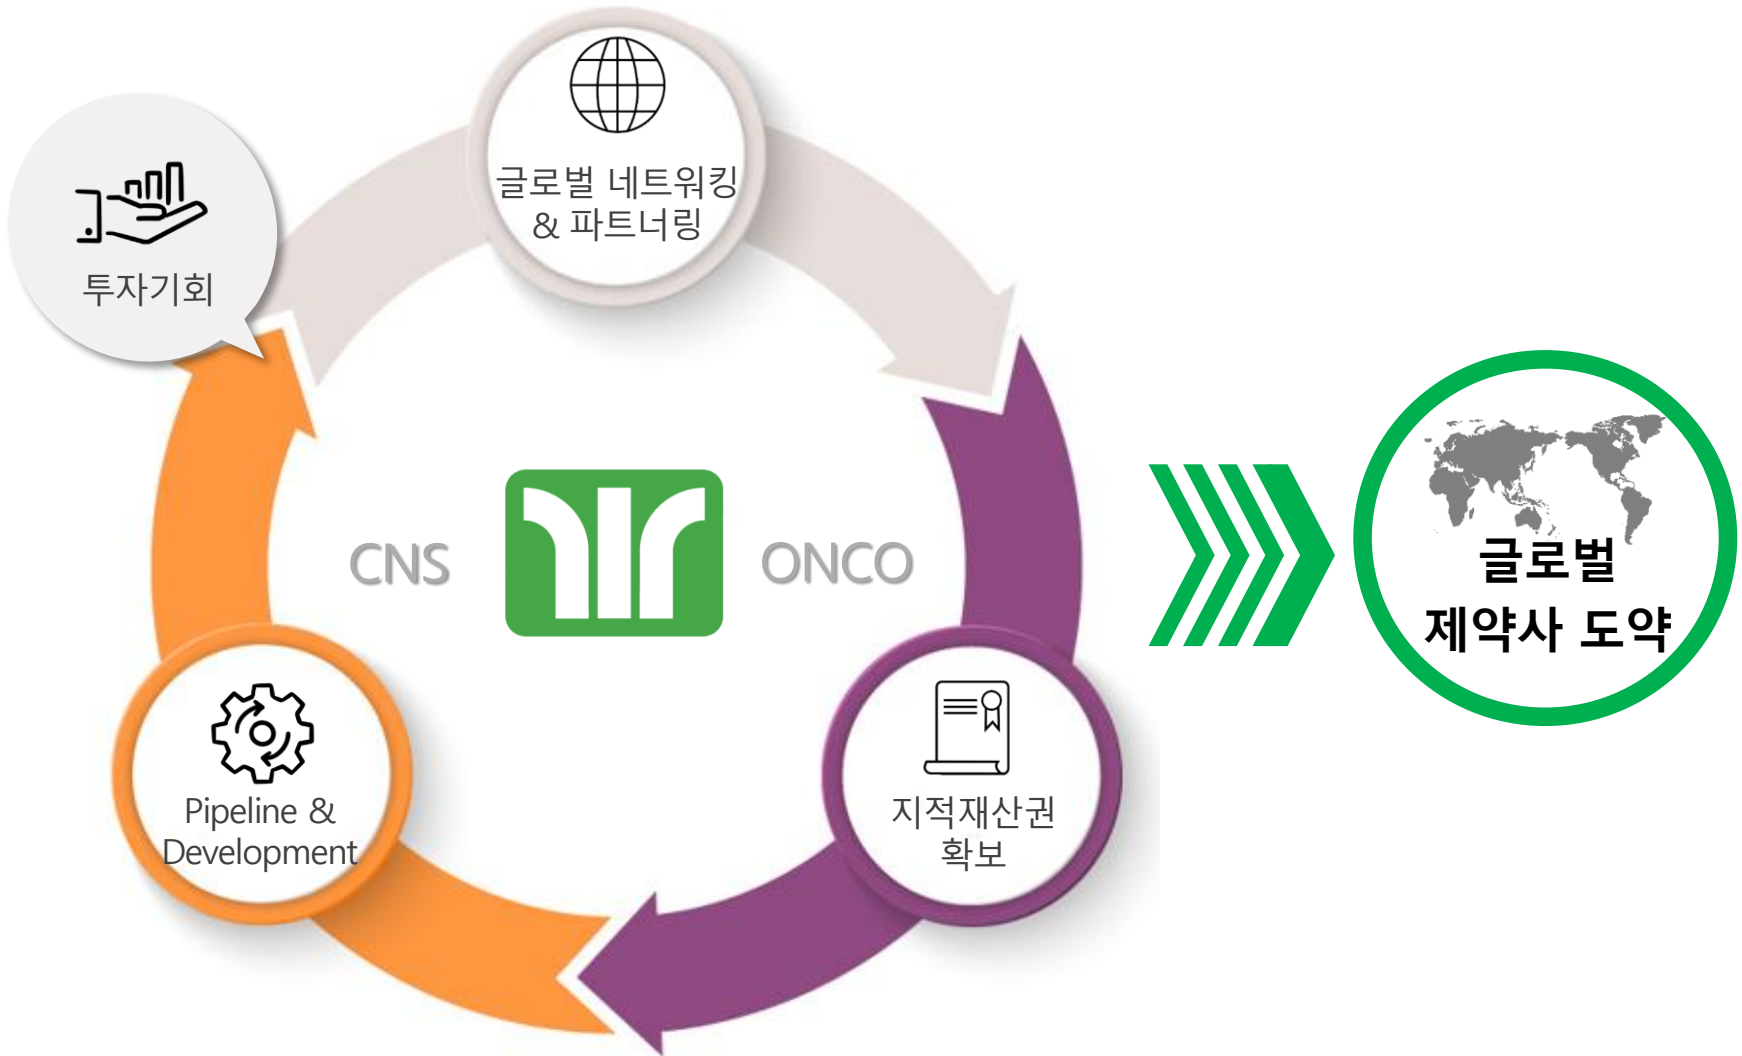 글로벌 네트워킹
& 파트너링
투자기회
CNS
ONCO
글로벌
제약사 도약
Pipeline &
Development
지적재산권
확보